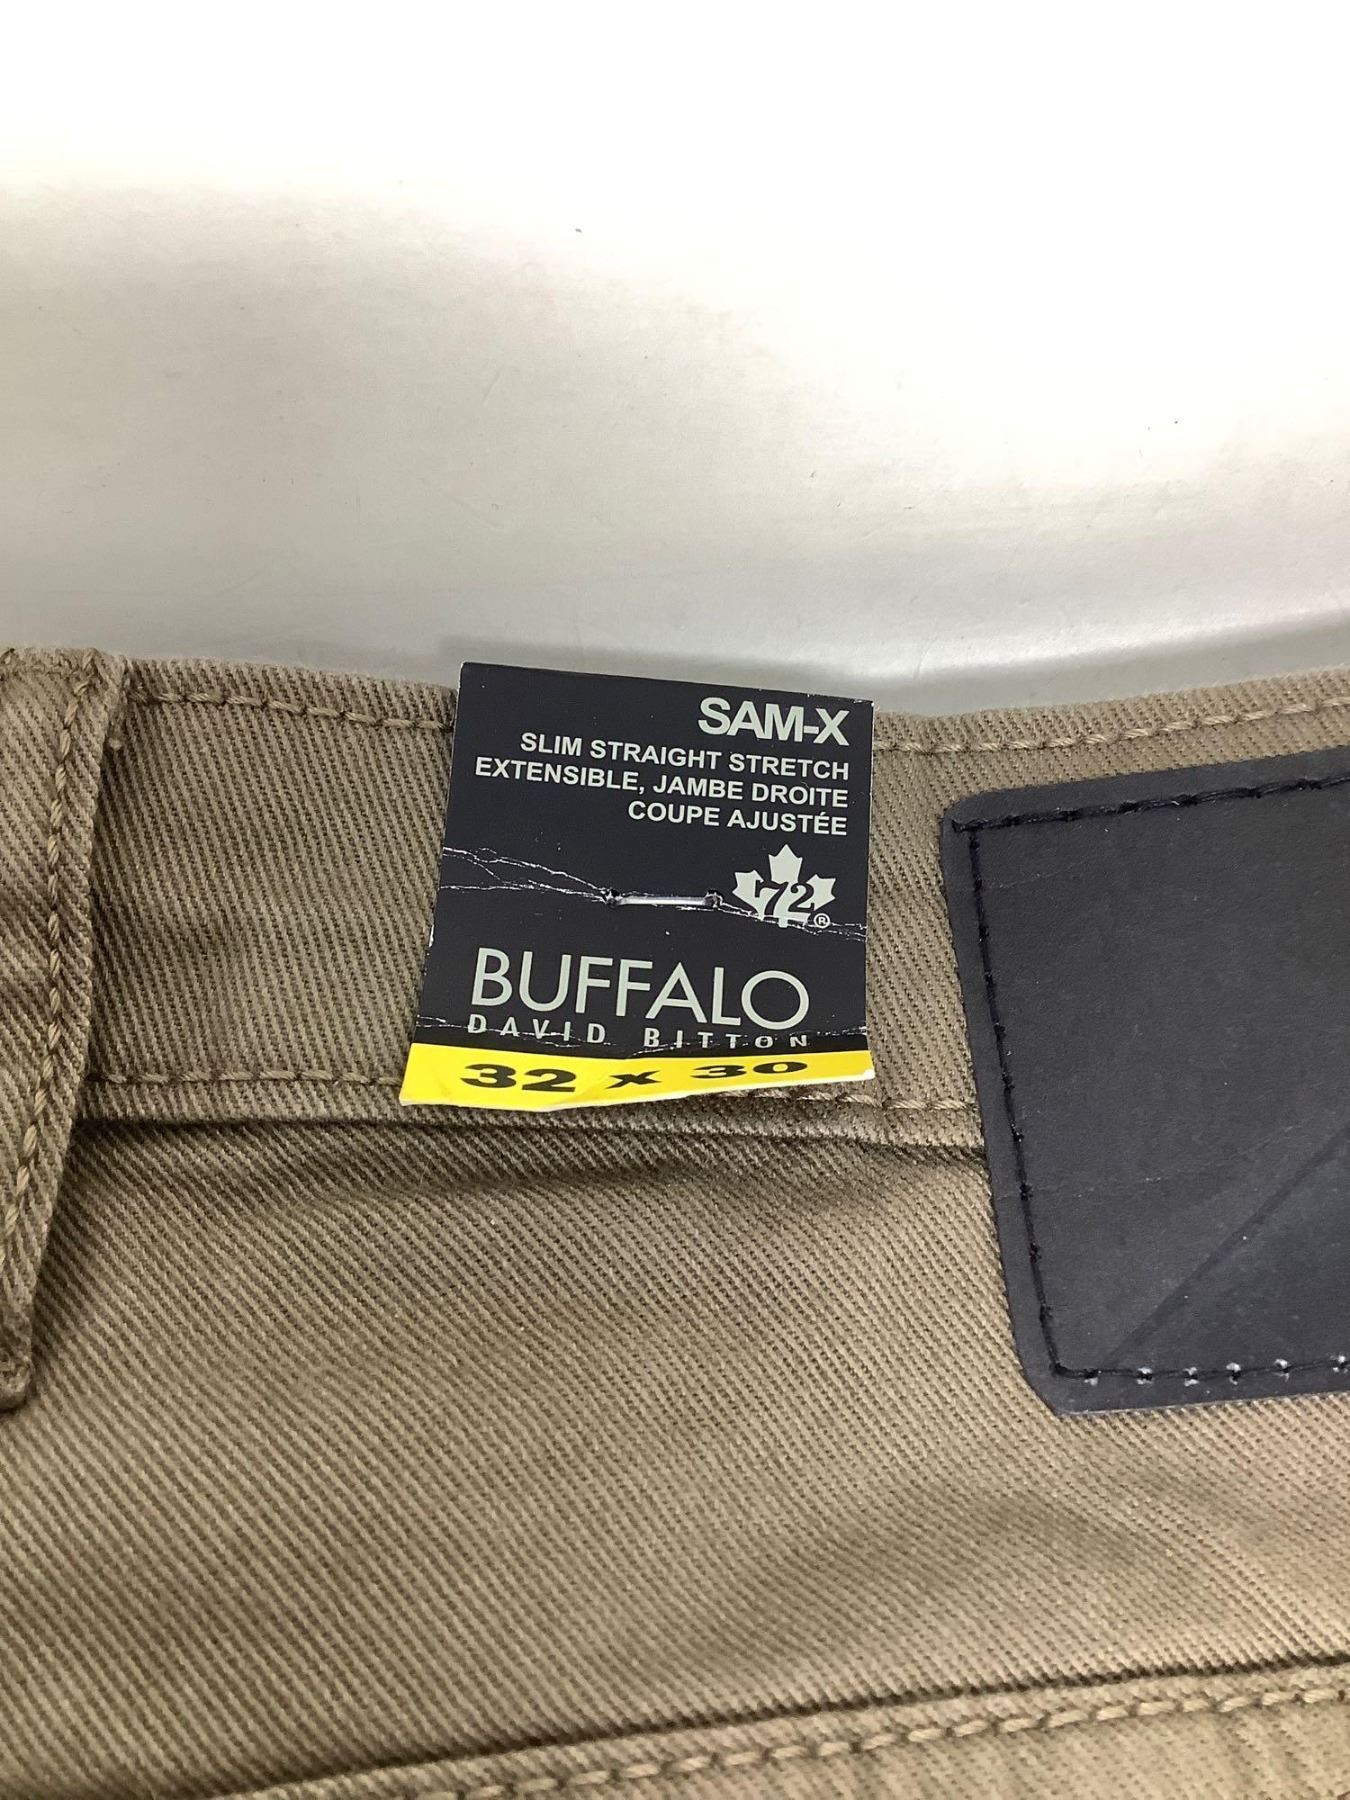 SAM-X
SLIM STRAIGHT STRETCH
EXTENSIBLE, JAMBE DROITE
COUPE AJUSTÉE
72®
BUFFALO
DAVID BITTON
32 x 30